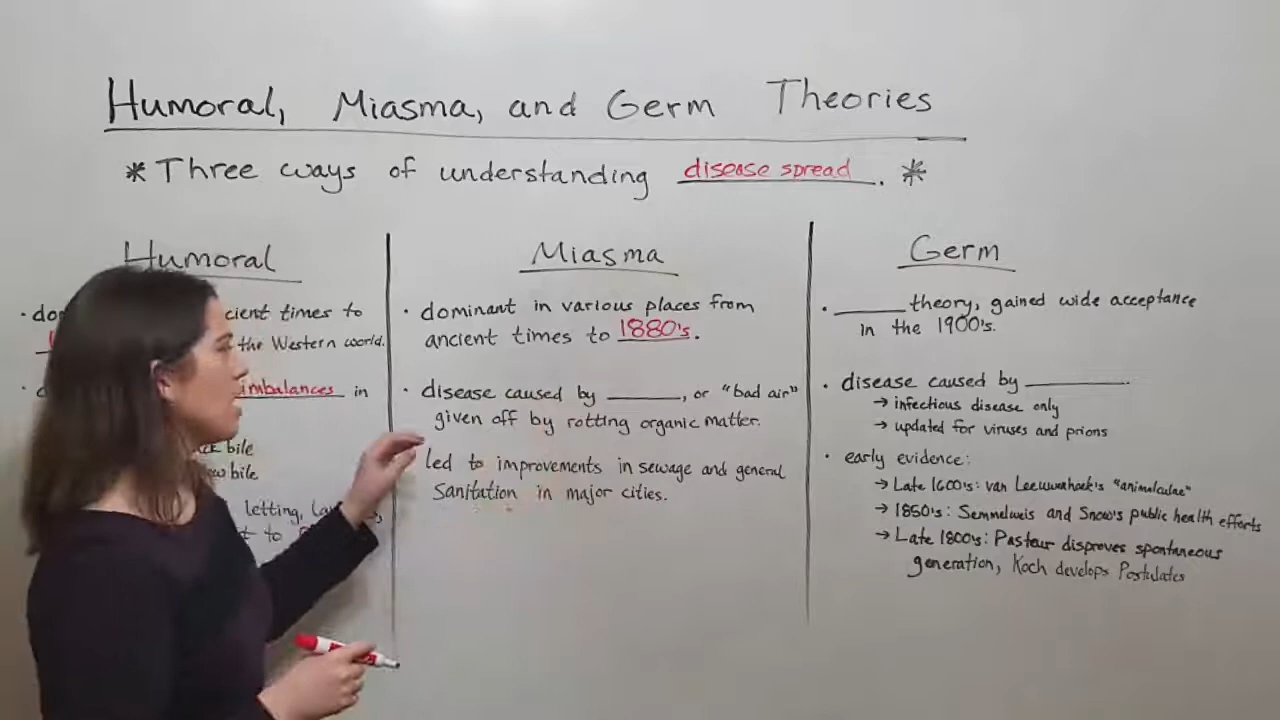 Humoral, Miasma, and Germ Theories
* Three ways of understanding disease spread. *
Humoral
cient times to
the Western world.
imbalances in
bile
bile
letting,
to
Miasma
• dominant in various places from
ancient times to 1880's.
• disease caused by ______, or "bad air"
given off by rotting organic matter.
led to improvements in sewage and general
sanitation in major cities.
Germ
• ______ theory, gained wide acceptance
in the 1900's.
• disease caused by ______.
→ infectious disease only
→ updated for viruses and prions
• early evidence:
→ Late 1600's: van Leeuwahoek's "animalculae"
→ 1850's: Semmelweis and Snow's public health efforts
→ Late 1800's: Pasteur disproves spontaneous
generation, Koch develops Postulates